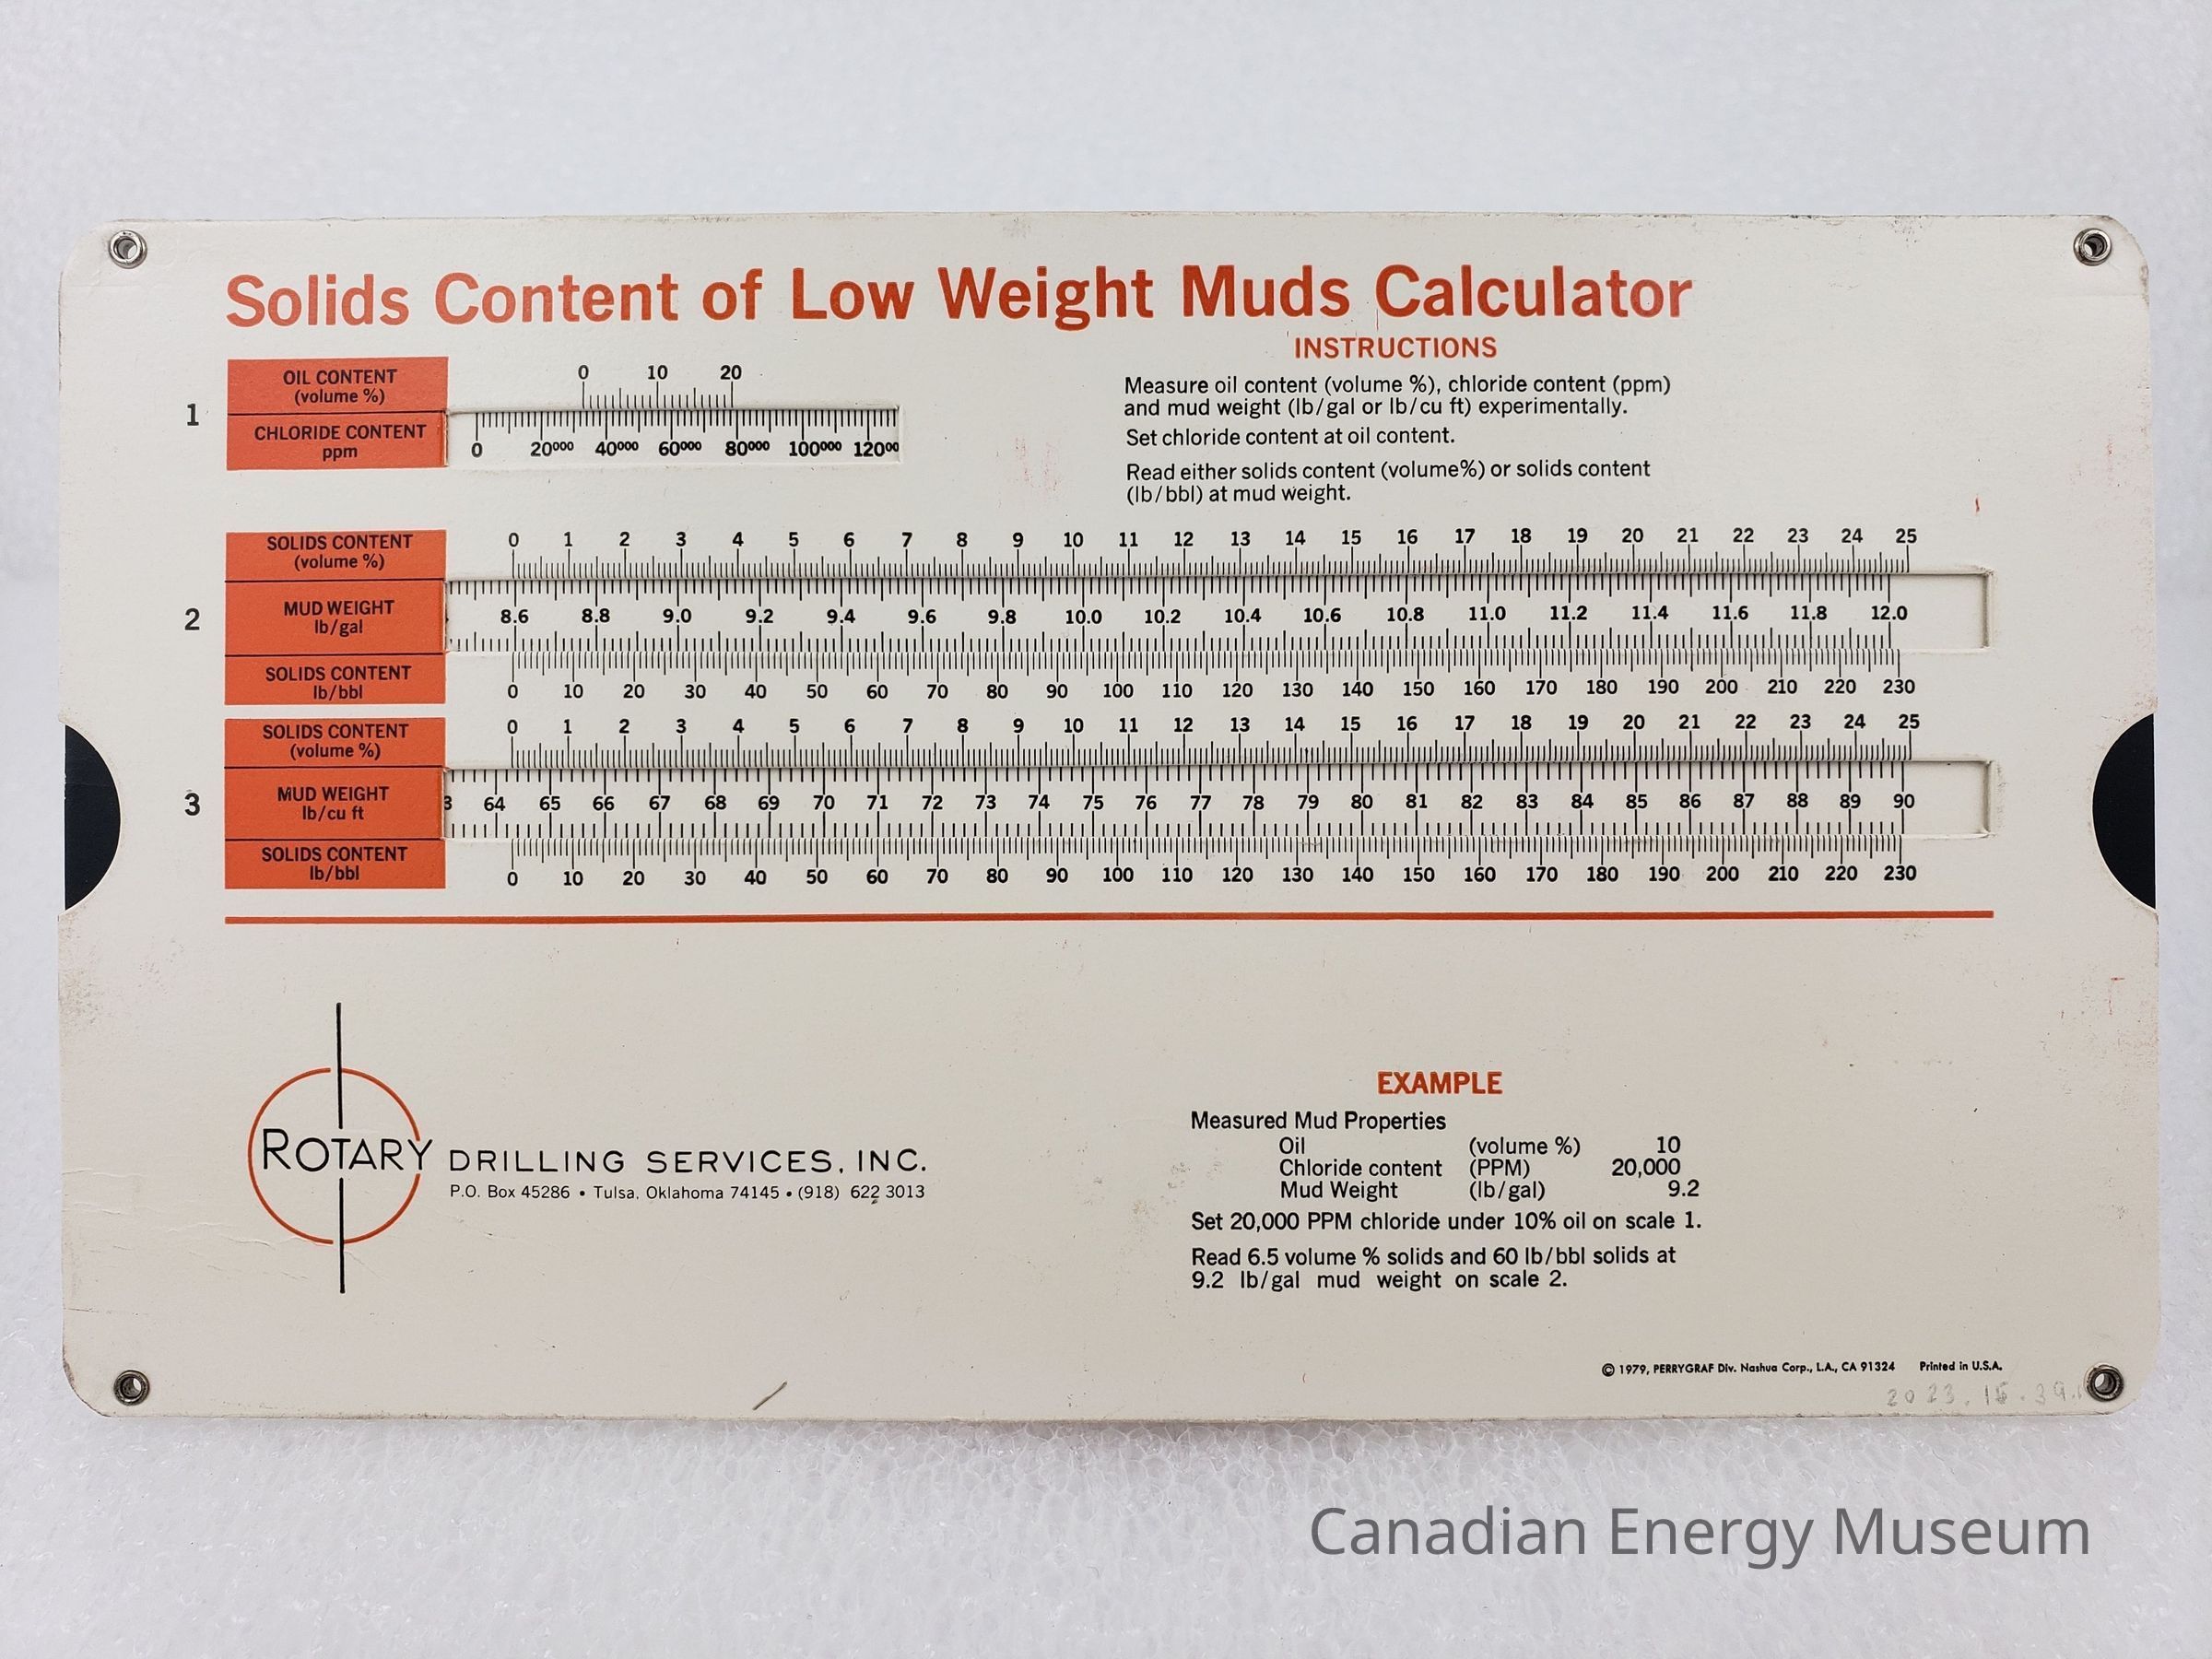 Solids Content of Low Weight Muds Calculator
1
OIL CONTENT
(volume %)
0 10 20
CHLORIDE CONTENT
ppm
0 20000 40000 60000 80000 100000 12000
INSTRUCTIONS
Measure oil content (volume %), chloride content (ppm)
and mud weight (lb/gal or lb/cu ft) experimentally.
Set chloride content at oil content.
Read either solids content (volume%) or solids content
(lb/bbl) at mud weight.
2
SOLIDS CONTENT
(volume %)
0 1 2 3 4 5 6 7 8 9 10 11 12 13 14 15 16 17 18 19 20 21 22 23 24 25
MUD WEIGHT
lb/gal
8.6 8.8 9.0 9.2 9.4 9.6 9.8 10.0 10.2 10.4 10.6 10.8 11.0 11.2 11.4 11.6 11.8 12.0
SOLIDS CONTENT
lb/bbl
0 10 20 30 40 50 60 70 80 90 100 110 120 130 140 150 160 170 180 190 200 210 220 230
3
SOLIDS CONTENT
(volume %)
0 1 2 3 4 5 6 7 8 9 10 11 12 13 14 15 16 17 18 19 20 21 22 23 24 25
MUD WEIGHT
lb/cu ft
3 64 65 66 67 68 69 70 71 72 73 74 75 76 77 78 79 80 81 82 83 84 85 86 87 88 89 90
SOLIDS CONTENT
lb/bbl
0 10 20 30 40 50 60 70 80 90 100 110 120 130 140 150 160 170 180 190 200 210 220 230
ROTARY DRILLING SERVICES, INC.
P.O. Box 45286 • Tulsa, Oklahoma 74145 • (918) 622 3013
EXAMPLE
Measured Mud Properties
Oil (volume %) 10
Chloride content (PPM) 20,000
Mud Weight (lb/gal) 9.2
Set 20,000 PPM chloride under 10% oil on scale 1.
Read 6.5 volume % solids and 60 lb/bbl solids at
9.2 lb/gal mud weight on scale 2.
© 1979, PERRYGRAF Div. Nashua Corp., L.A., CA 91324 Printed in U.S.A.
Canadian Energy Museum